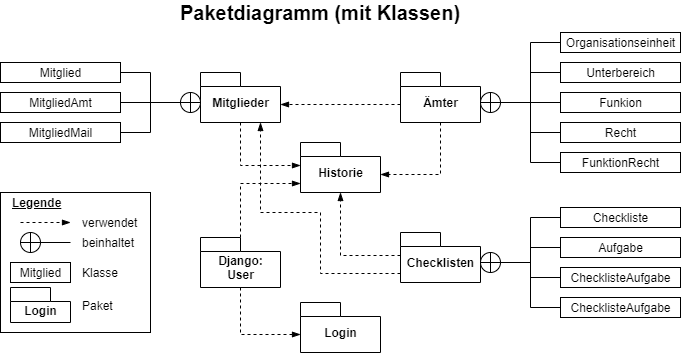 Paketdiagramm (mit Klassen)
Organisationseinheit
Mitglied
Mitglieder
Ämter
Unterbereich
MitgliedAmt
Funkion
MitgliedMail
Recht
Historie
FunktionRecht
Legende
verwendet
beinhaltet
Mitglied
Klasse
Login
Paket
Django:
User
Checklisten
Checkliste
Aufgabe
ChecklisteAufgabe
ChecklisteAufgabe
Login